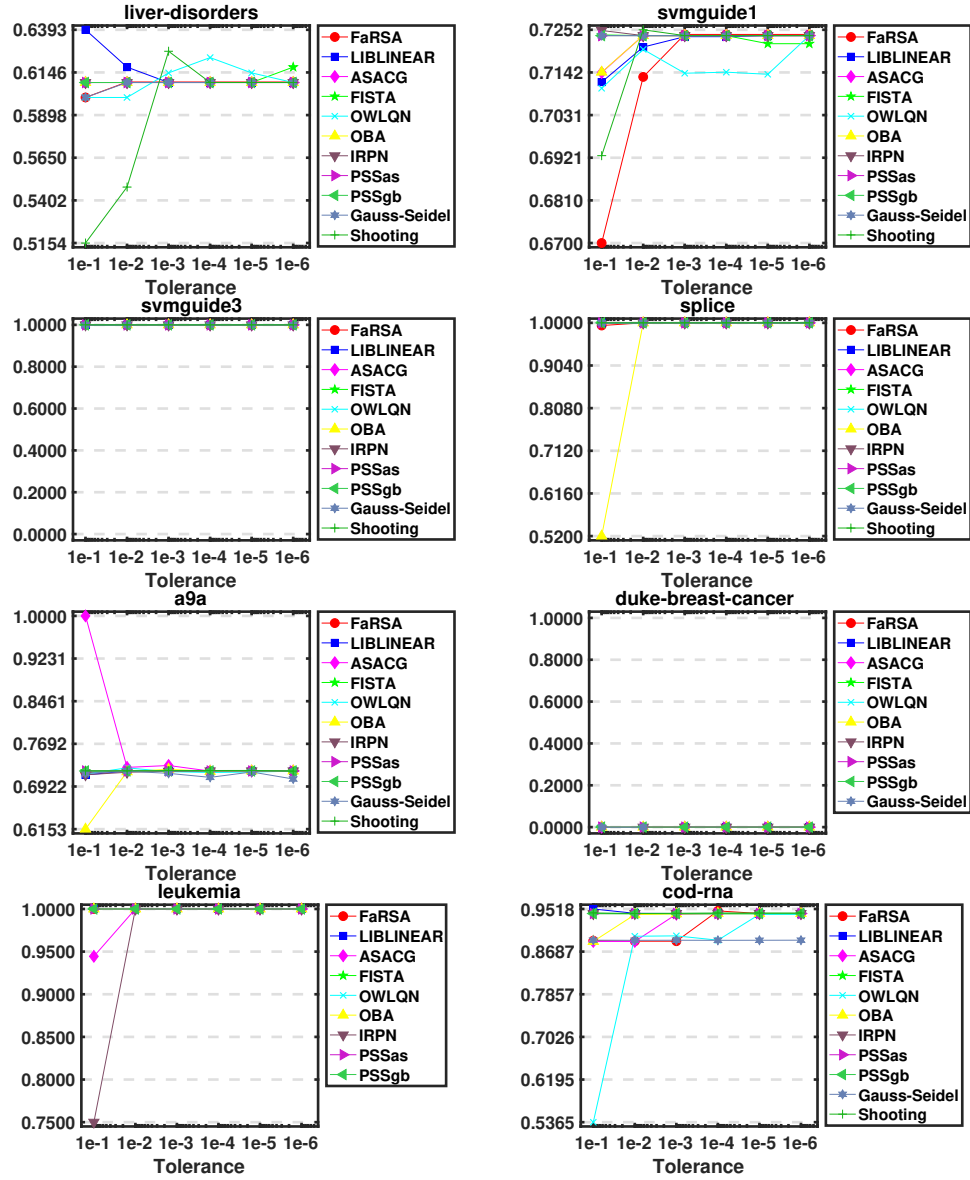 liver-disorders
0.6393
0.6146
0.5898
0.5650
0.5402
0.5154
1e-1 1e-2 1e-3 1e-4 1e-5 1e-6
Tolerance
FaRSA
LIBLINEAR
ASACG
FISTA
OWLQN
OBA
IRPN
PSSas
PSSgb
Gauss-Seidel
Shooting
svmguide1
0.7252
0.7142
0.7031
0.6921
0.6810
0.6700
1e-1 1e-2 1e-3 1e-4 1e-5 1e-6
Tolerance
FaRSA
LIBLINEAR
ASACG
FISTA
OWLQN
OBA
IRPN
PSSas
PSSgb
Gauss-Seidel
Shooting
svmguide3
1.0000
0.8000
0.6000
0.4000
0.2000
0.0000
1e-1 1e-2 1e-3 1e-4 1e-5 1e-6
Tolerance
FaRSA
LIBLINEAR
ASACG
FISTA
OWLQN
OBA
IRPN
PSSas
PSSgb
Gauss-Seidel
Shooting
splice
1.0000
0.9040
0.8080
0.7120
0.6160
0.5200
1e-1 1e-2 1e-3 1e-4 1e-5 1e-6
Tolerance
FaRSA
LIBLINEAR
ASACG
FISTA
OWLQN
OBA
IRPN
PSSas
PSSgb
Gauss-Seidel
Shooting
a9a
1.0000
0.9231
0.8461
0.7692
0.6922
0.6153
1e-1 1e-2 1e-3 1e-4 1e-5 1e-6
Tolerance
FaRSA
LIBLINEAR
ASACG
FISTA
OWLQN
OBA
IRPN
PSSas
PSSgb
Gauss-Seidel
Shooting
duke-breast-cancer
1.0000
0.8000
0.6000
0.4000
0.2000
0.0000
1e-1 1e-2 1e-3 1e-4 1e-5 1e-6
Tolerance
FaRSA
LIBLINEAR
ASACG
FISTA
OWLQN
OBA
IRPN
PSSas
PSSgb
Gauss-Seidel
leukemia
1.0000
0.9500
0.9000
0.8500
0.8000
0.7500
1e-1 1e-2 1e-3 1e-4 1e-5 1e-6
Tolerance
FaRSA
LIBLINEAR
ASACG
FISTA
OWLQN
OBA
IRPN
PSSas
PSSgb
cod-rna
0.9518
0.8687
0.7857
0.7026
0.6195
0.5365
1e-1 1e-2 1e-3 1e-4 1e-5 1e-6
Tolerance
FaRSA
LIBLINEAR
ASACG
FISTA
OWLQN
OBA
IRPN
PSSas
PSSgb
Gauss-Seidel
Shooting